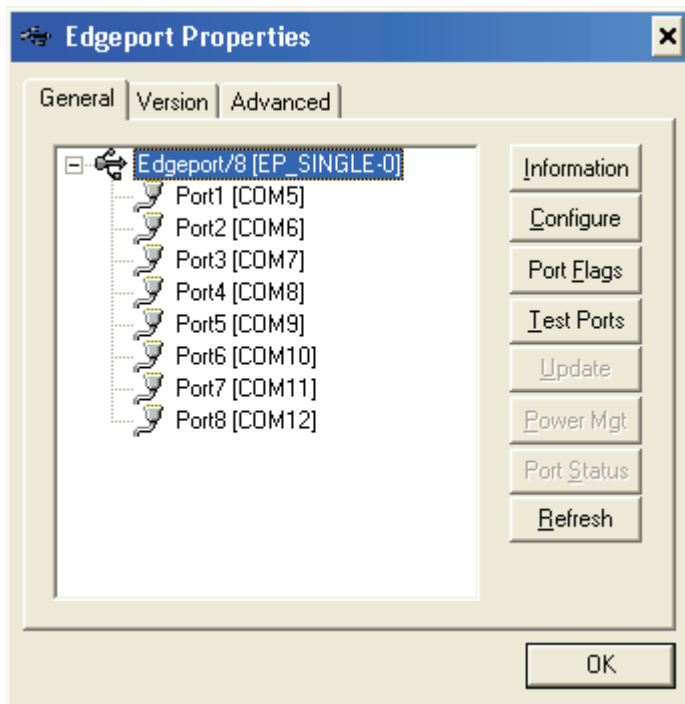 Edgeport Properties
General
Version
Advanced
Edgeport/8 [EP_SINGLE-0]
Port1 [COM5]
Port2 [COM6]
Port3 [COM7]
Port4 [COM8]
Port5 [COM9]
Port6 [COM10]
Port7 [COM11]
Port8 [COM12]
Information
Configure
Port Flags
Test Ports
Update
Power Mgt
Port Status
Refresh
OK